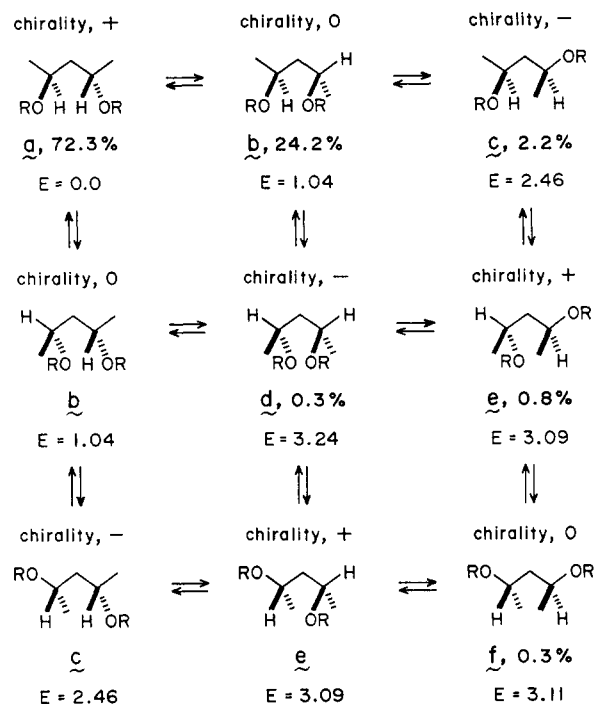 chirality, + chirality, O chirality, −
H OR
RO H H OR RO H OR RO H H
a, 72.3% b, 24.2% c, 2.2%
E = 0.0 E = 1.04 E = 2.46
chirality, O chirality, − chirality, +
H H H H OR
RO H OR RO OR RO H
b d, 0.3% e, 0.8%
E = 1.04 E = 3.24 E = 3.09
chirality, − chirality, + chirality, O
RO RO H RO OR
H H OR H OR H H
c e f, 0.3%
E = 2.46 E = 3.09 E = 3.11